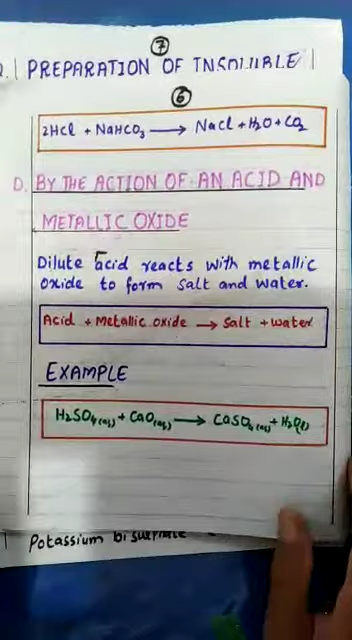 7
PREPARATION OF INSOLUBLE
6
2HCl + NaHCO₃ → NaCl + H₂O + CO₂
D. BY THE ACTION OF AN ACID AND
METALLIC OXIDE
Dilute acid reacts with metallic
oxide to form salt and water.
Acid + Metallic oxide → Salt + water
EXAMPLE
H₂SO₄(aq) + CaO(aq) → CaSO₄(aq) + H₂O(l)
Potassium bisulphate